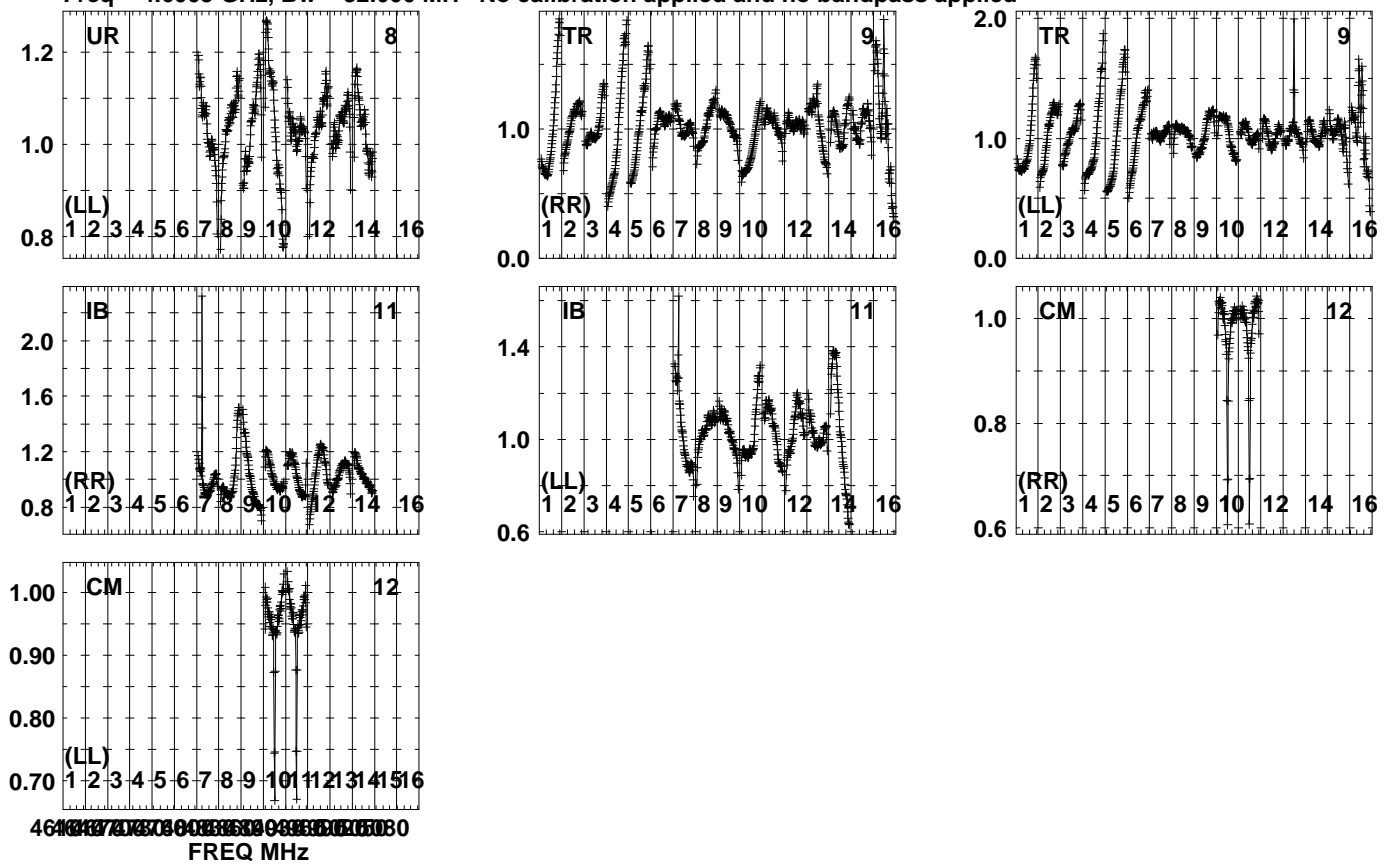 No calibration applied and no bandpass applied
1.2 UR 8 TR 9 2.0 TR 9
1.0 1.0 1.0
0.8 (LL) 0.0 (RR) 0.0 (LL)
1 2 3 4 5 6 7 8 9 10 12 14 16 1 2 3 4 5 6 7 8 9 10 12 14 16 1 2 3 4 5 6 7 8 9 10 12 14 16
IB 11 IB 11 CM 12
2.0 1.4 1.0
1.6
1.2 1.0 0.8
0.8 (RR) 0.6 (LL) 0.6 (RR)
1 2 3 4 5 6 7 8 9 10 12 14 16 1 2 3 4 5 6 7 8 9 10 12 14 16 1 2 3 4 5 6 7 8 9 10 12 14 16
1.00 CM 12
0.90
0.80
(LL)
0.70 1 2 3 4 5 6 7 8 9 10 11 12 13 14 15 16
FREQ MHz